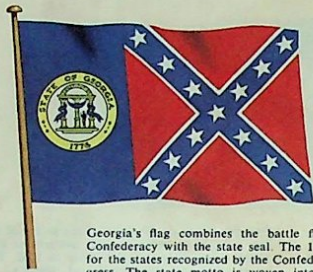 STATE OF GEORGIA
1776
Georgia's flag combines the battle f
Confederacy with the state seal. The 1
for the states recognized by the Confed
gress. The state motto is woven into